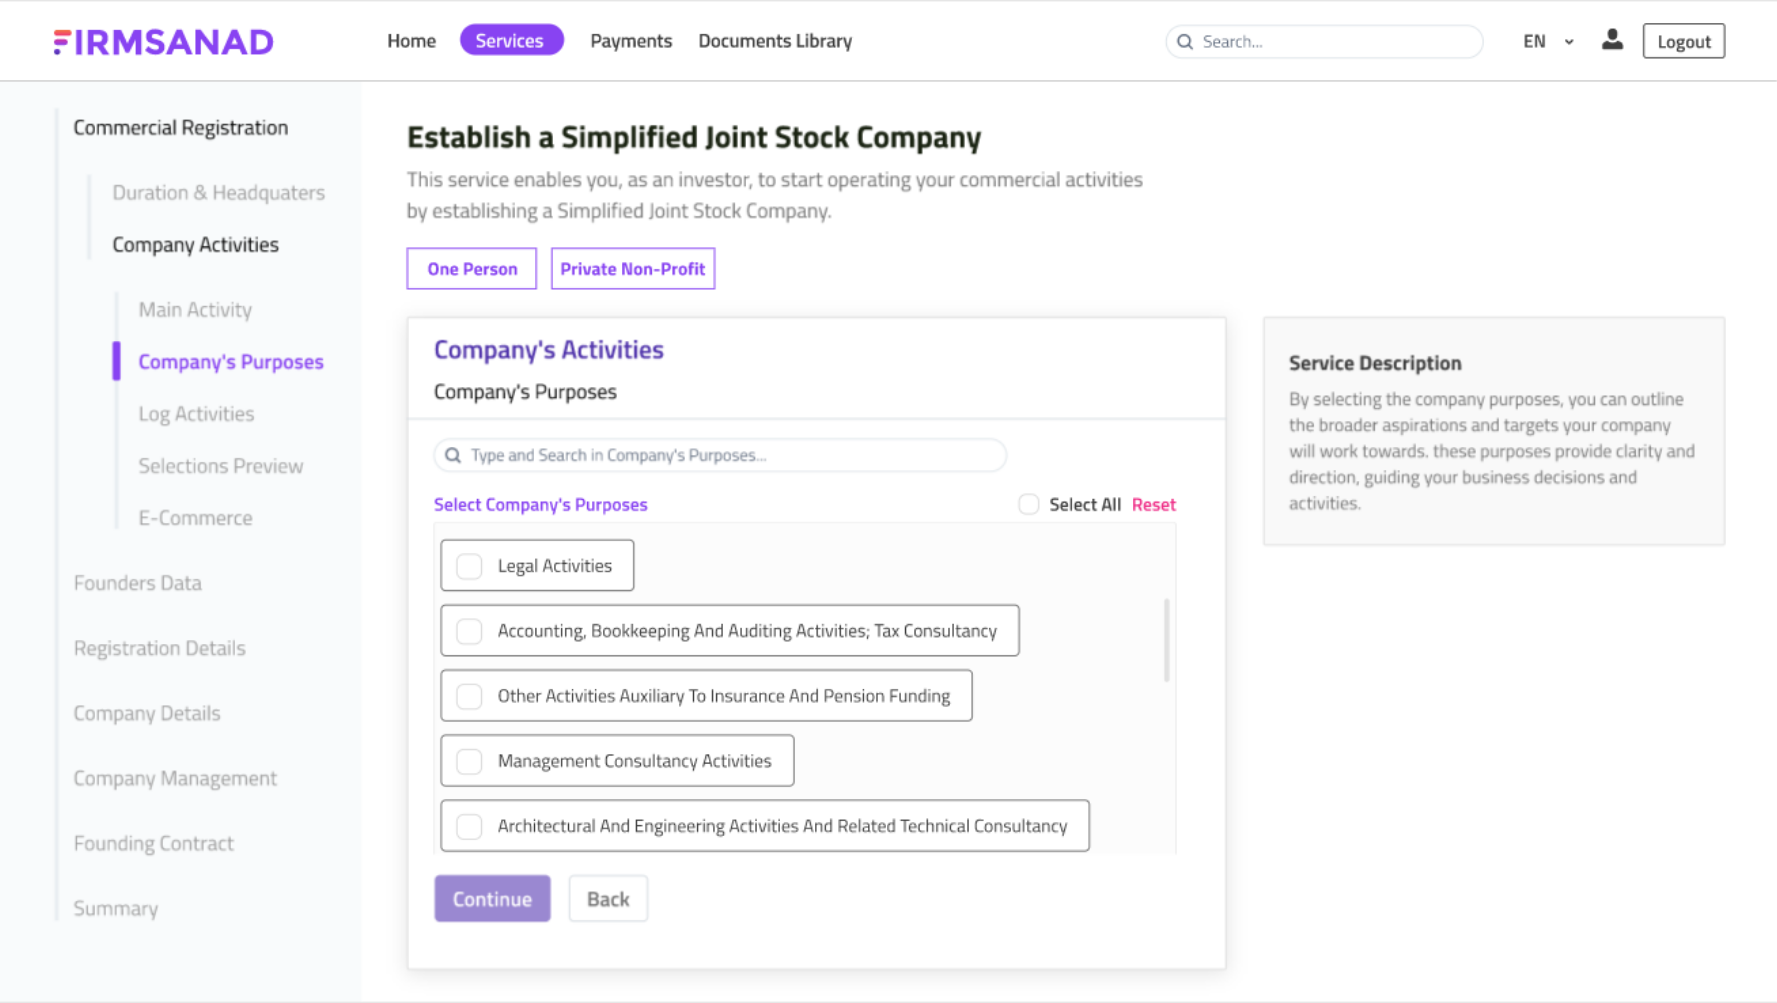 FIRMSANAD
Home
Services
Payments
Documents Library
Search...
EN
Logout
Commercial Registration
Duration & Headquaters
Company Activities
Main Activity
Company's Purposes
Log Activities
Selections Preview
E-Commerce
Founders Data
Registration Details
Company Details
Company Management
Founding Contract
Summary
Establish a Simplified Joint Stock Company
This service enables you, as an investor, to start operating your commercial activities
by establishing a Simplified Joint Stock Company.
One Person
Private Non-Profit
Company's Activities
Company's Purposes
Type and Search in Company's Purposes...
Select Company's Purposes
Select All
Reset
Legal Activities
Accounting, Bookkeeping And Auditing Activities; Tax Consultancy
Other Activities Auxiliary To Insurance And Pension Funding
Management Consultancy Activities
Architectural And Engineering Activities And Related Technical Consultancy
Continue
Back
Service Description
By selecting the company purposes, you can outline
the broader aspirations and targets your company
will work towards. these purposes provide clarity and
direction, guiding your business decisions and
activities.